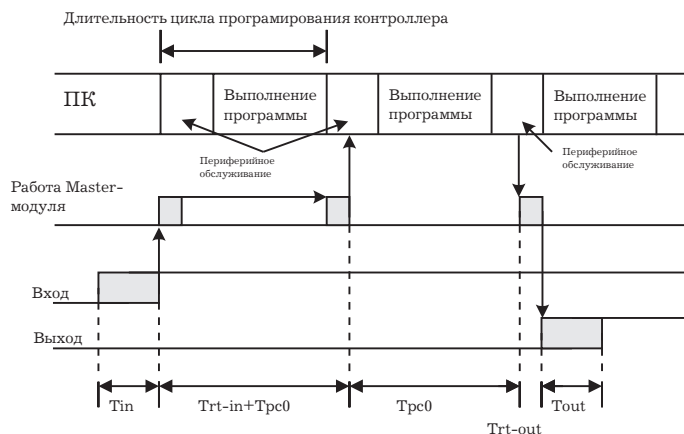 Длительность цикла програмирования контроллера
ПК
Выполнение
программы
Выполнение
программы
Выполнение
программы
Периферийное
обслуживание
Периферийное
обслуживание
Работа Master-
модуля
Вход
Выход
Tin
Trt-in+Tpc0
Tpc0
Trt-out
Tout